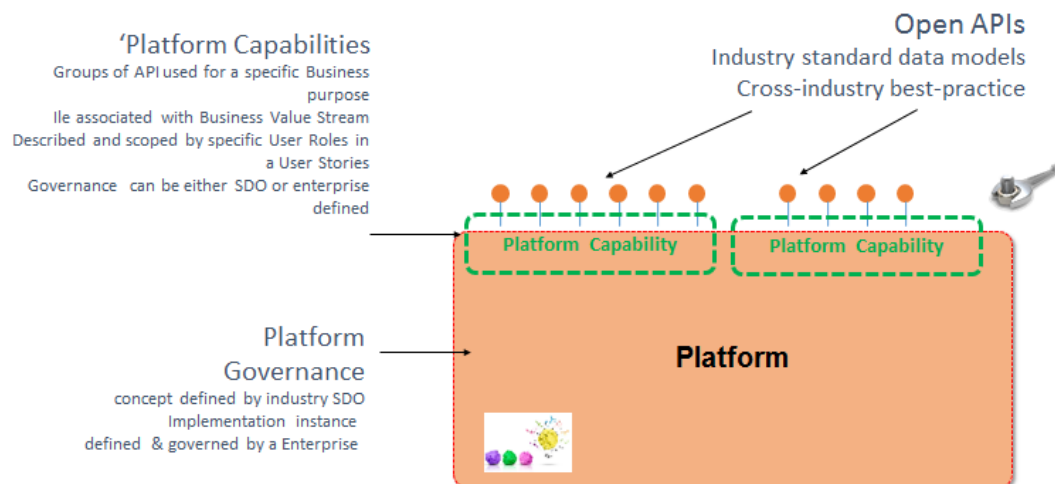 ‘Platform Capabilities
Groups of API used for a specific Business
purpose
Ile associated with Business Value Stream
Described and scoped by specific User Roles in
a User Stories
Governance can be either SDO or enterprise
defined
Open APIs
Industry standard data models
Cross-industry best-practice
Platform Capability
Platform Capability
Platform
Governance
concept defined by industry SDO
Implementation instance
defined & governed by a Enterprise
Platform